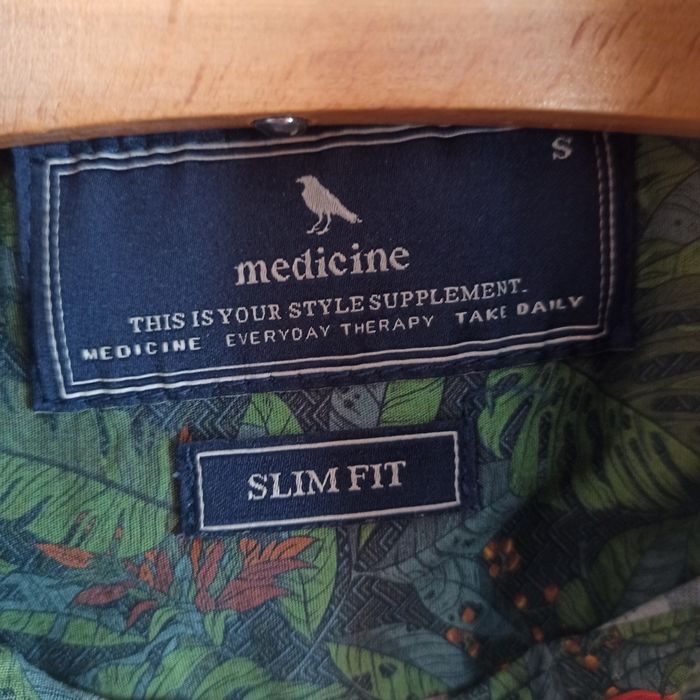 S
medicine
THIS IS YOUR STYLE SUPPLEMENT.
MEDICINE EVERYDAY THERAPY TAKE DAILY
SLIM FIT